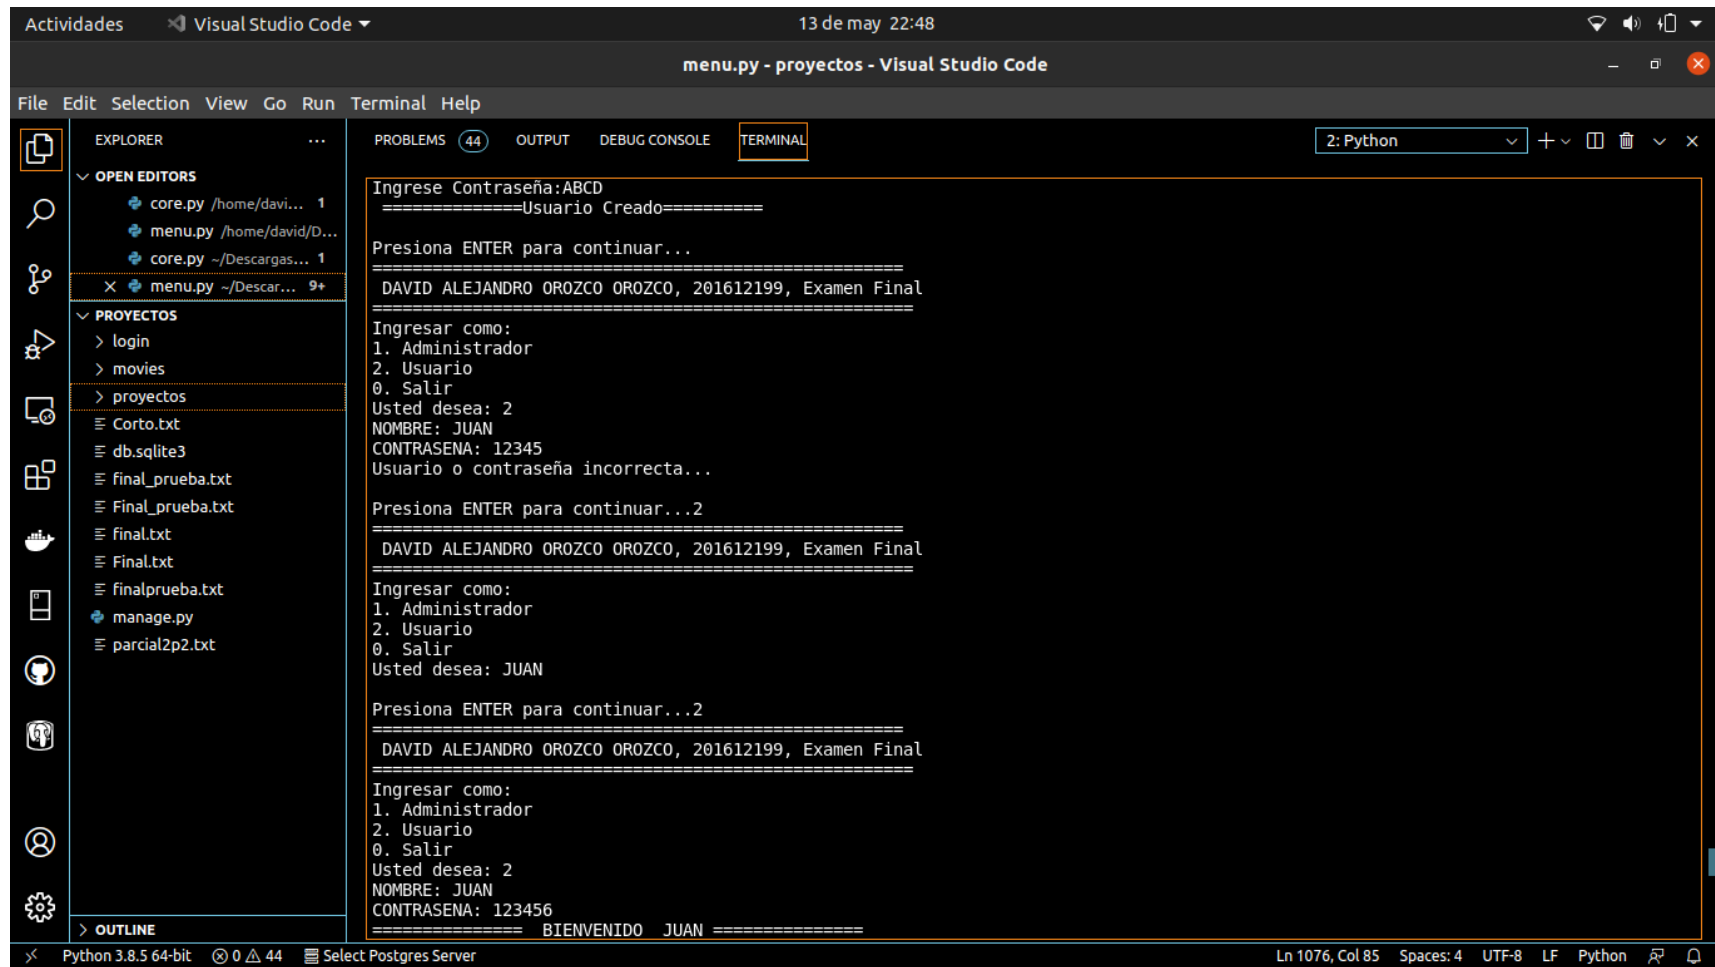 Actividades Visual Studio Code 13 de may 22:48
menu.py - proyectos - Visual Studio Code
File Edit Selection View Go Run Terminal Help
EXPLORER ...
OPEN EDITORS
core.py /home/davi... 1
menu.py /home/david/D...
core.py ~/Descargas... 1
menu.py ~/Descar... 9+
PROYECTOS
login
movies
proyectos
Corto.txt
db.sqlite3
final_prueba.txt
Final_prueba.txt
final.txt
Final.txt
finalprueba.txt
manage.py
parcial2p2.txt
OUTLINE
PROBLEMS 44 OUTPUT DEBUG CONSOLE TERMINAL 2: Python
Ingrese Contraseña:ABCD
==============Usuario Creado==========
Presiona ENTER para continuar...
=====================================================
DAVID ALEJANDRO OROZCO OROZCO, 201612199, Examen Final
======================================================
Ingresar como:
1. Administrador
2. Usuario
0. Salir
Usted desea: 2
NOMBRE: JUAN
CONTRASENA: 12345
Usuario o contraseña incorrecta...
Presiona ENTER para continuar...2
=====================================================
DAVID ALEJANDRO OROZCO OROZCO, 201612199, Examen Final
======================================================
Ingresar como:
1. Administrador
2. Usuario
0. Salir
Usted desea: JUAN
Presiona ENTER para continuar...2
=====================================================
DAVID ALEJANDRO OROZCO OROZCO, 201612199, Examen Final
======================================================
Ingresar como:
1. Administrador
2. Usuario
0. Salir
Usted desea: 2
NOMBRE: JUAN
CONTRASENA: 123456
=============== BIENVENIDO JUAN ===============
Python 3.8.5 64-bit 0 44 Select Postgres Server Ln 1076, Col 85 Spaces: 4 UTF-8 LF Python